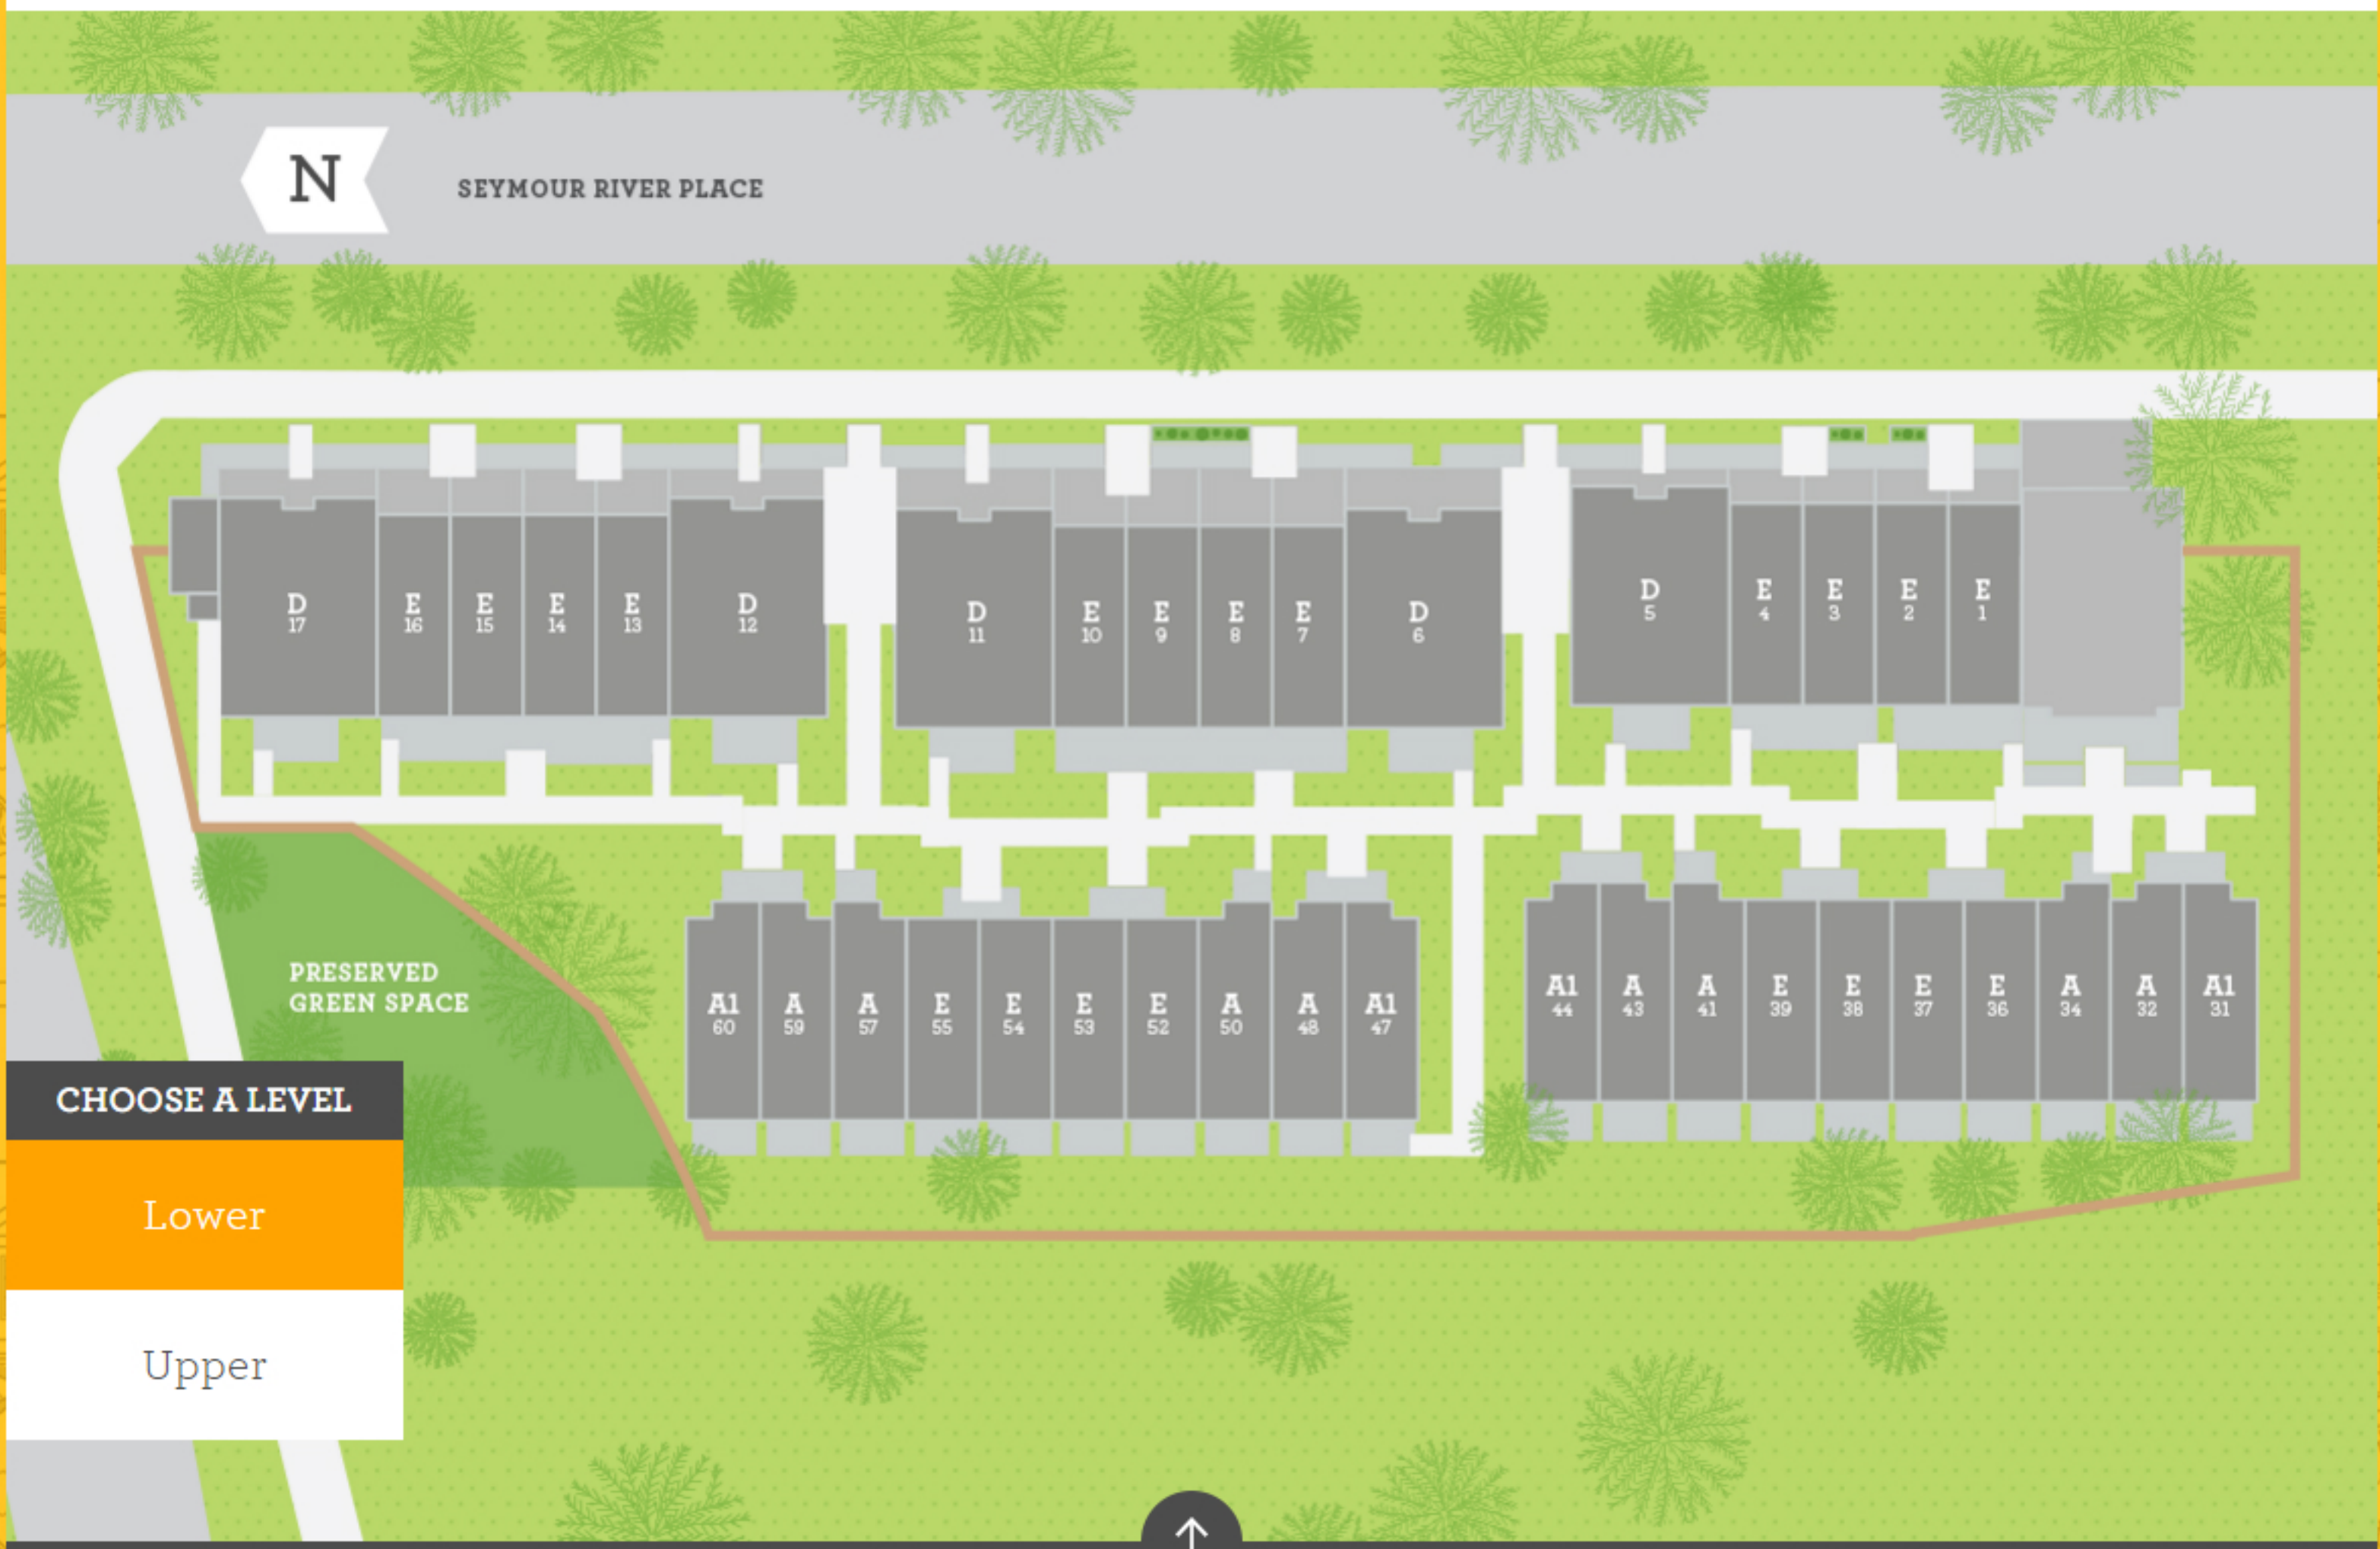 N
SEYMOUR RIVER PLACE
D
17
E
16
E
15
E
14
E
13
D
12
D
11
E
10
E
9
E
8
E
7
D
6
D
5
E
4
E
3
E
2
E
1
A1
60
A
59
A
57
E
55
E
54
E
53
E
52
A
50
A
48
A1
47
A1
44
A
43
A
41
E
39
E
38
E
37
E
36
A
34
A
32
A1
31
PRESERVED
GREEN SPACE
CHOOSE A LEVEL
Lower
Upper